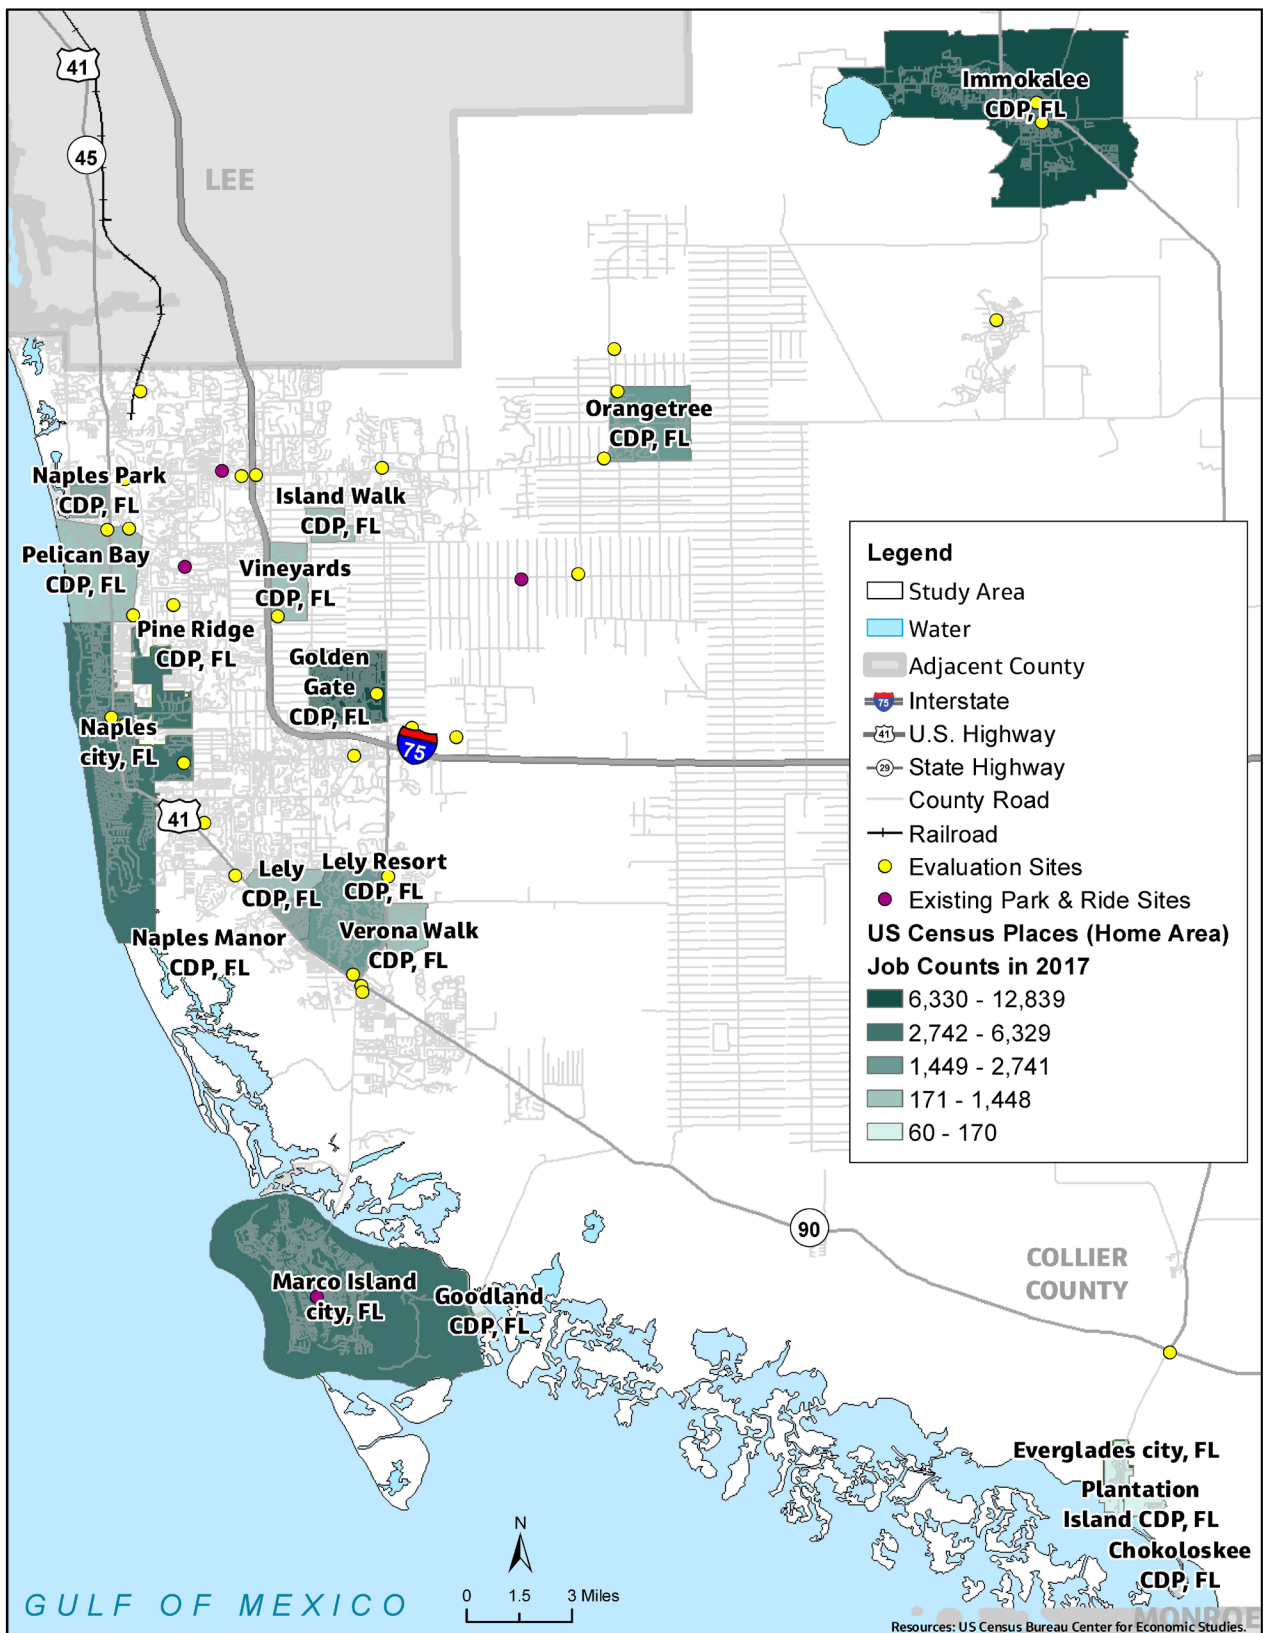 41
45
LEE
Immokalee
CDP, FL
Orangetree
CDP, FL
Naples Park
CDP, FL
Island Walk
CDP, FL
Pelican Bay
CDP, FL
Vineyards
CDP, FL
Pine Ridge
CDP, FL
Golden
Gate
CDP, FL
Naples
city, FL
75
41
Lely
CDP, FL
Lely Resort
CDP, FL
Naples Manor
CDP, FL
Verona Walk
CDP, FL
Legend
Study Area
Water
Adjacent County
75 Interstate
41 U.S. Highway
29 State Highway
County Road
Railroad
Evaluation Sites
Existing Park & Ride Sites
US Census Places (Home Area)
Job Counts in 2017
6,330 - 12,839
2,742 - 6,329
1,449 - 2,741
171 - 1,448
60 - 170
90
COLLIER
COUNTY
Marco Island
city, FL
Goodland
CDP, FL
Everglades city, FL
Plantation
Island CDP, FL
Chokoloskee
CDP, FL
N
0 1.5 3 Miles
GULF OF MEXICO
MONROE
Resources: US Census Bureau Center for Economic Studies.